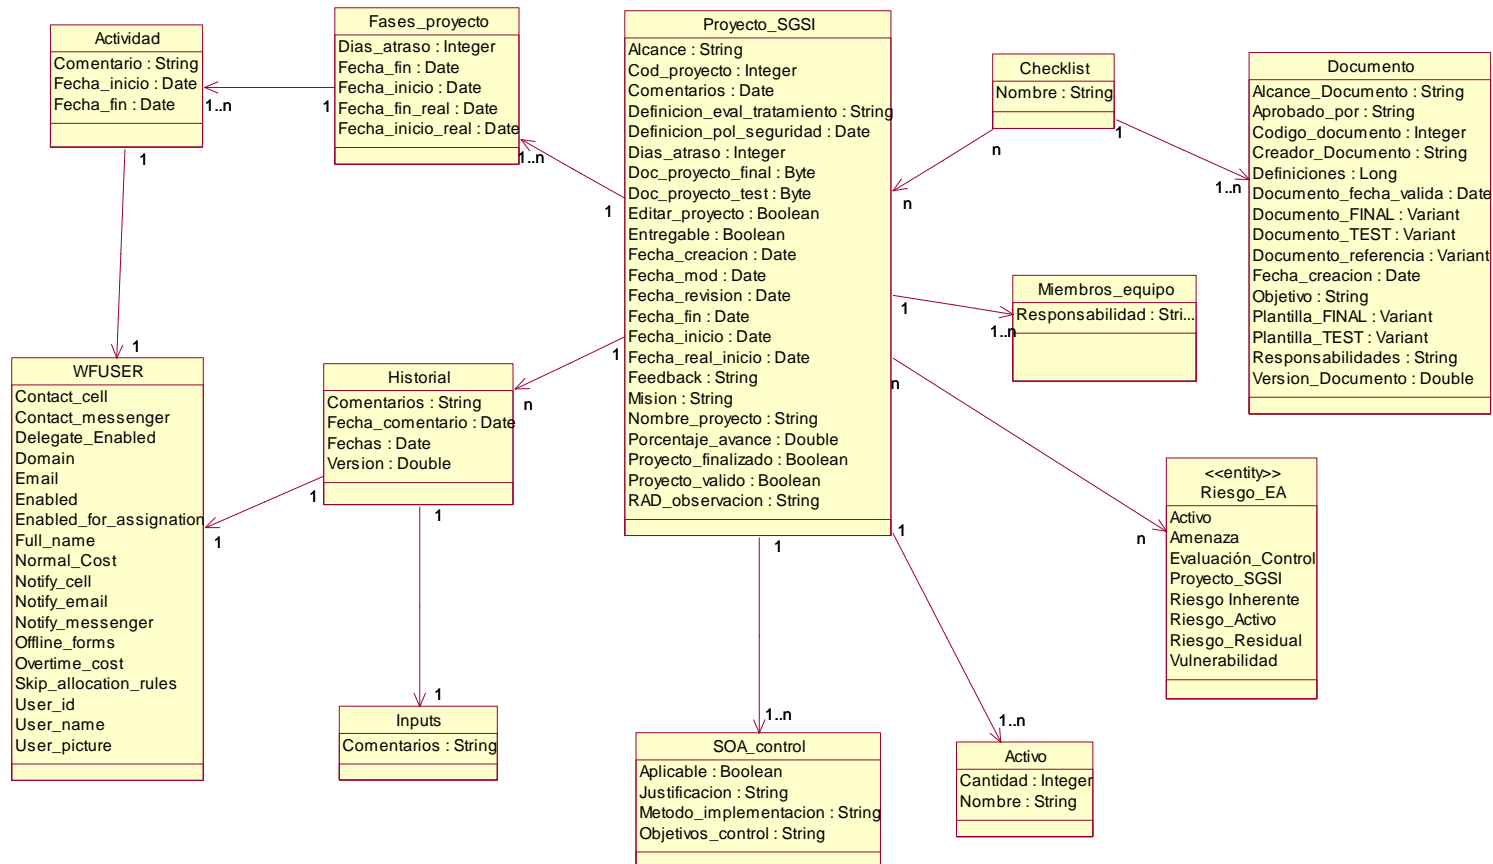 Actividad
Comentario : String
Fecha_inicio : Date
Fecha_fin : Date
1..n
1
1
1
Fases_proyecto
Dias_atraso : Integer
Fecha_fin : Date
Fecha_inicio : Date
Fecha_fin_real : Date
Fecha_inicio_real : Date
1..n
1
Proyecto_SGSI
Alcance : String
Cod_proyecto : Integer
Comentarios : Date
Definicion_eval_tratamiento : String
Definicion_pol_seguridad : Date
Dias_atraso : Integer
Doc_proyecto_final : Byte
Doc_proyecto_test : Byte
Editar_proyecto : Boolean
Entregable : Boolean
Fecha_creacion : Date
Fecha_mod : Date
Fecha_revision : Date
Fecha_fin : Date
Fecha_inicio : Date
Fecha_real_inicio : Date
Feedback : String
Mision : String
Nombre_proyecto : String
Porcentaje_avance : Double
Proyecto_finalizado : Boolean
Proyecto_valido : Boolean
RAD_observacion : String
Checklist
Nombre : String
n
n
1
1..n
Documento
Alcance_Documento : String
Aprobado_por : String
Codigo_documento : Integer
Creador_Documento : String
Definiciones : Long
Documento_fecha_valida : Date
Documento_FINAL : Variant
Documento_TEST : Variant
Documento_referencia : Variant
Fecha_creacion : Date
Objetivo : String
Plantilla_FINAL : Variant
Plantilla_TEST : Variant
Responsabilidades : String
Version_Documento : Double
Miembros_equipo
Responsabilidad : Stri...
1
1..n
WFUSER
Contact_cell
Contact_messenger
Delegate_Enabled
Domain
Email
Enabled
Enabled_for_assignation
Full_name
Normal_Cost
Notify_cell
Notify_email
Notify_messenger
Offline_forms
Overtime_cost
Skip_allocation_rules
User_id
User_name
User_picture
Historial
Comentarios : String
Fecha_comentario : Date
Fechas : Date
Version : Double
1
n
1
1
1
1
Inputs
Comentarios : String
<<entity>>
Riesgo_EA
Activo
Amenaza
Evaluación_Control
Proyecto_SGSI
Riesgo Inherente
Riesgo_Activo
Riesgo_Residual
Vulnerabilidad
n
n
1
1..n
SOA_control
Aplicable : Boolean
Justificacion : String
Metodo_implementacion : String
Objetivos_control : String
1
1..n
Activo
Cantidad : Integer
Nombre : String